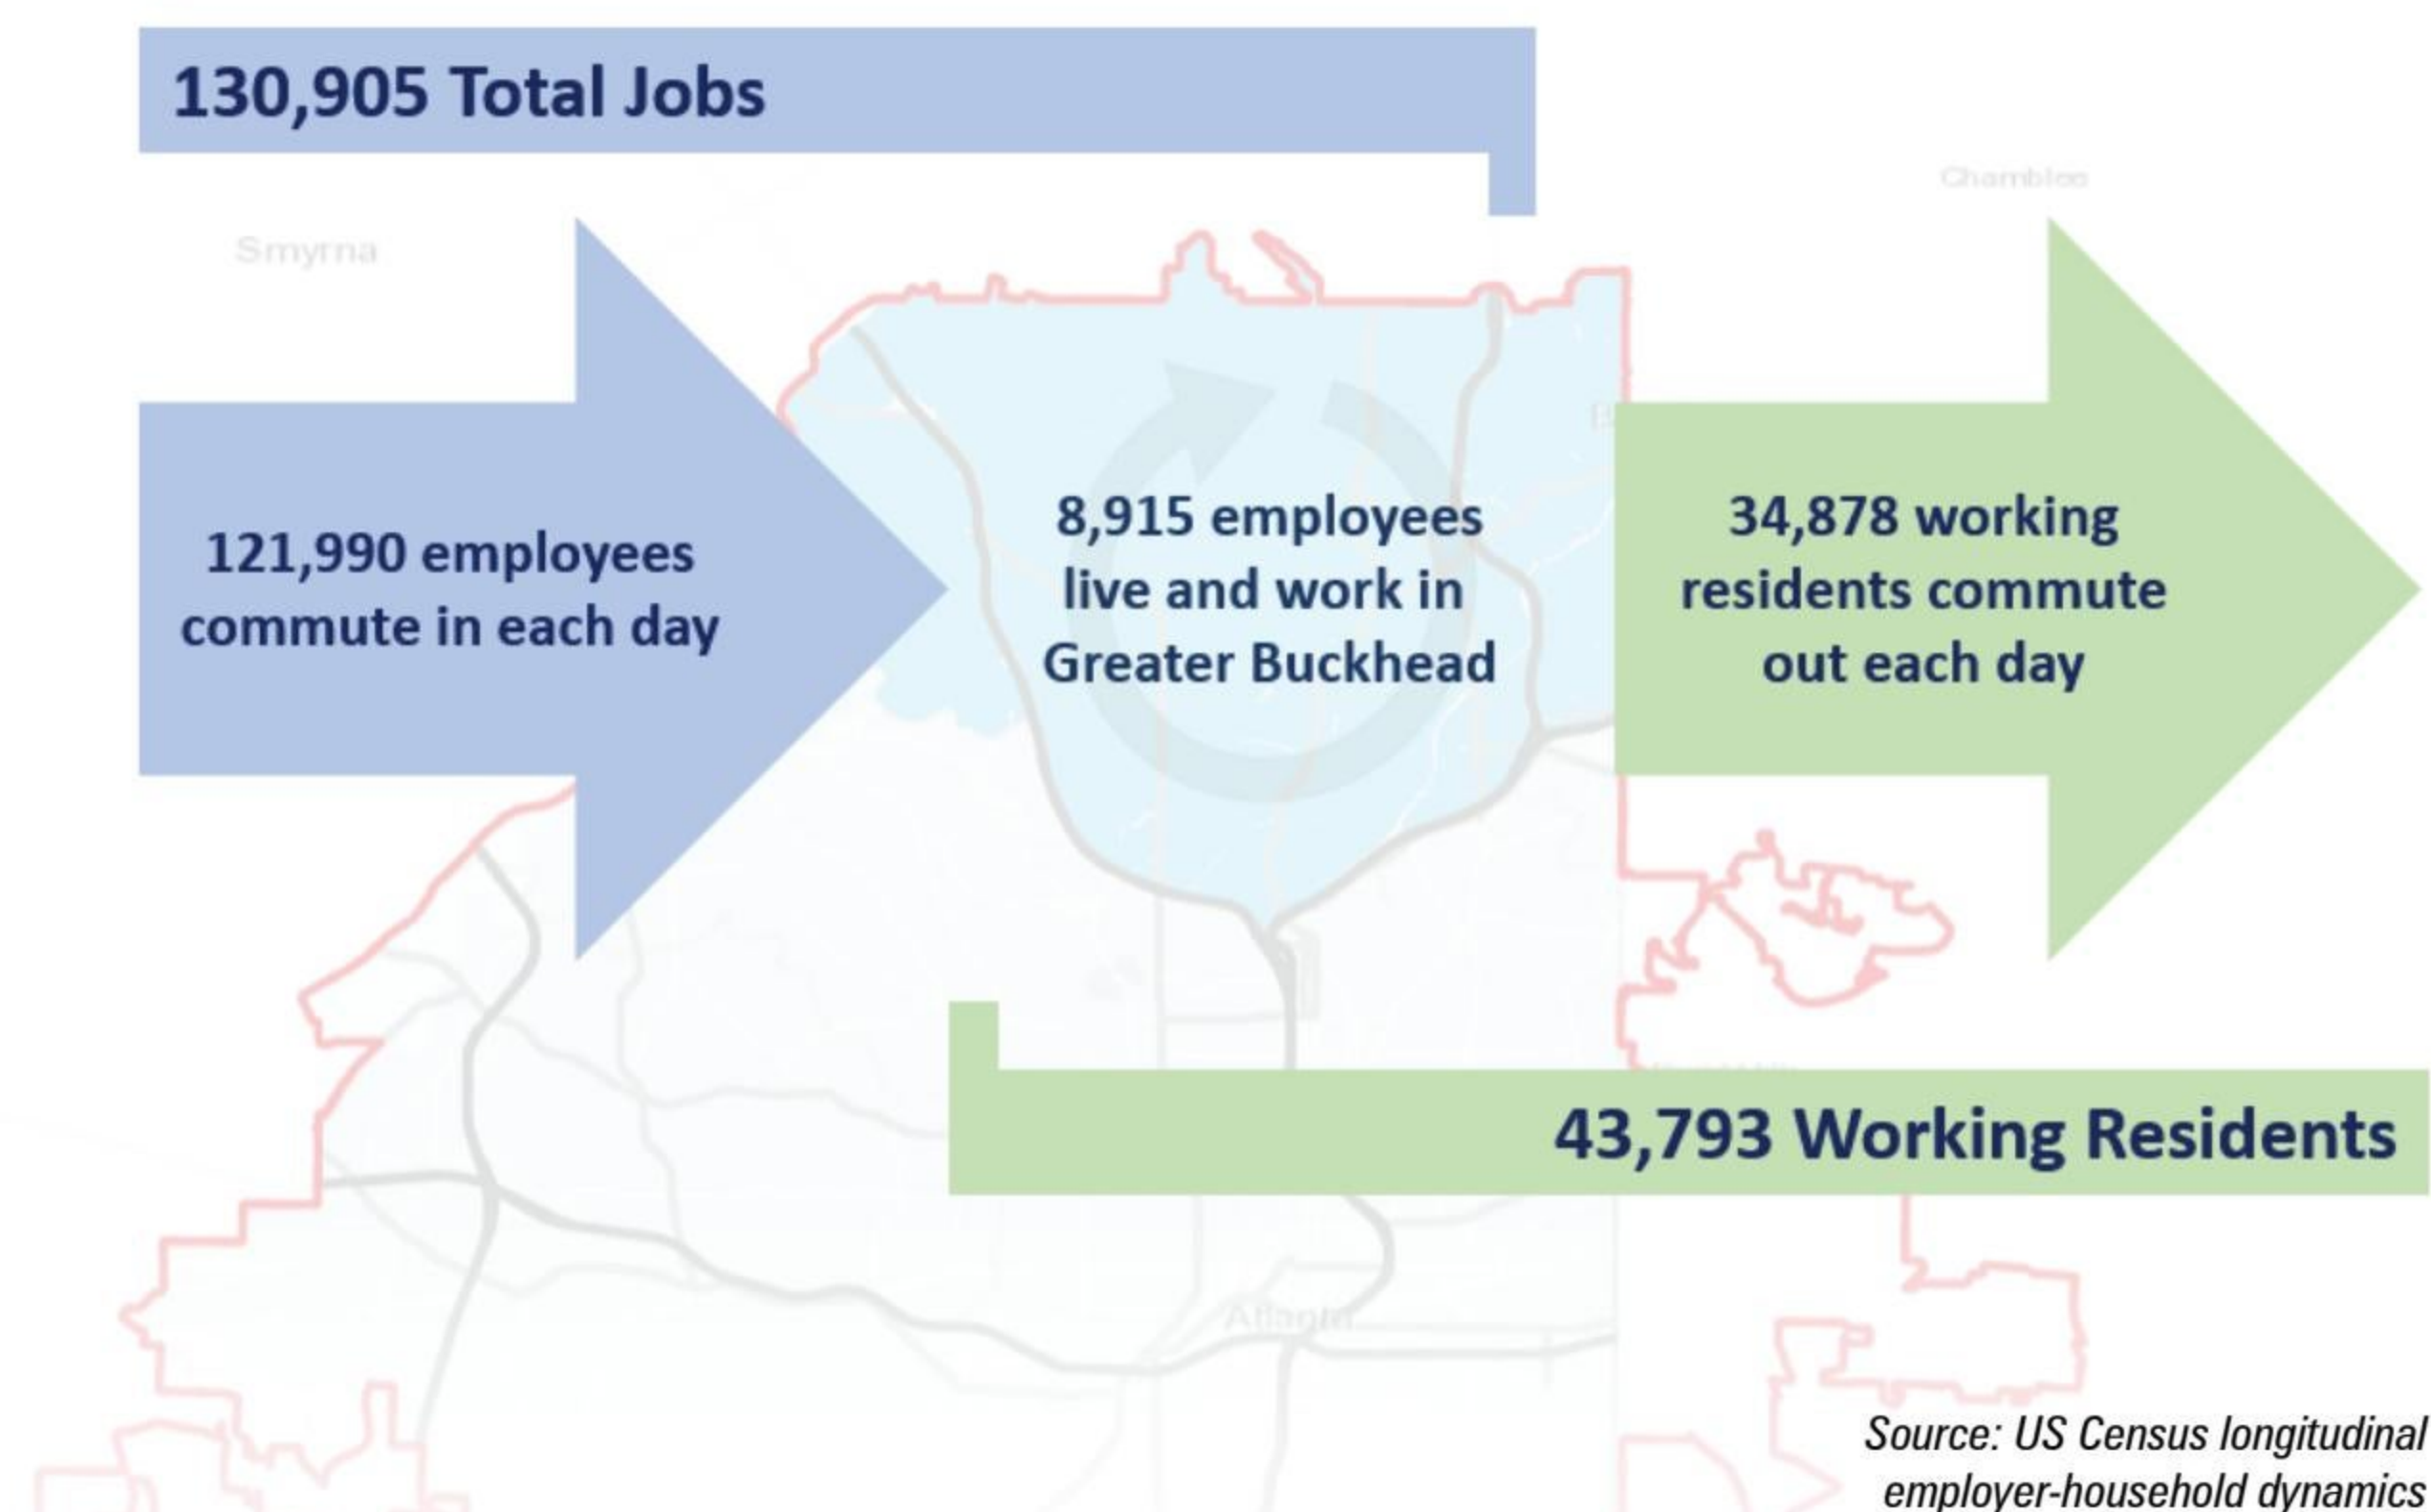 130,905 Total Jobs
Chamblee
Smyrna
121,990 employees
commute in each day
8,915 employees
live and work in
Greater Buckhead
34,878 working
residents commute
out each day
43,793 Working Residents
Atlanta
Source: US Census longitudinal
employer-household dynamics